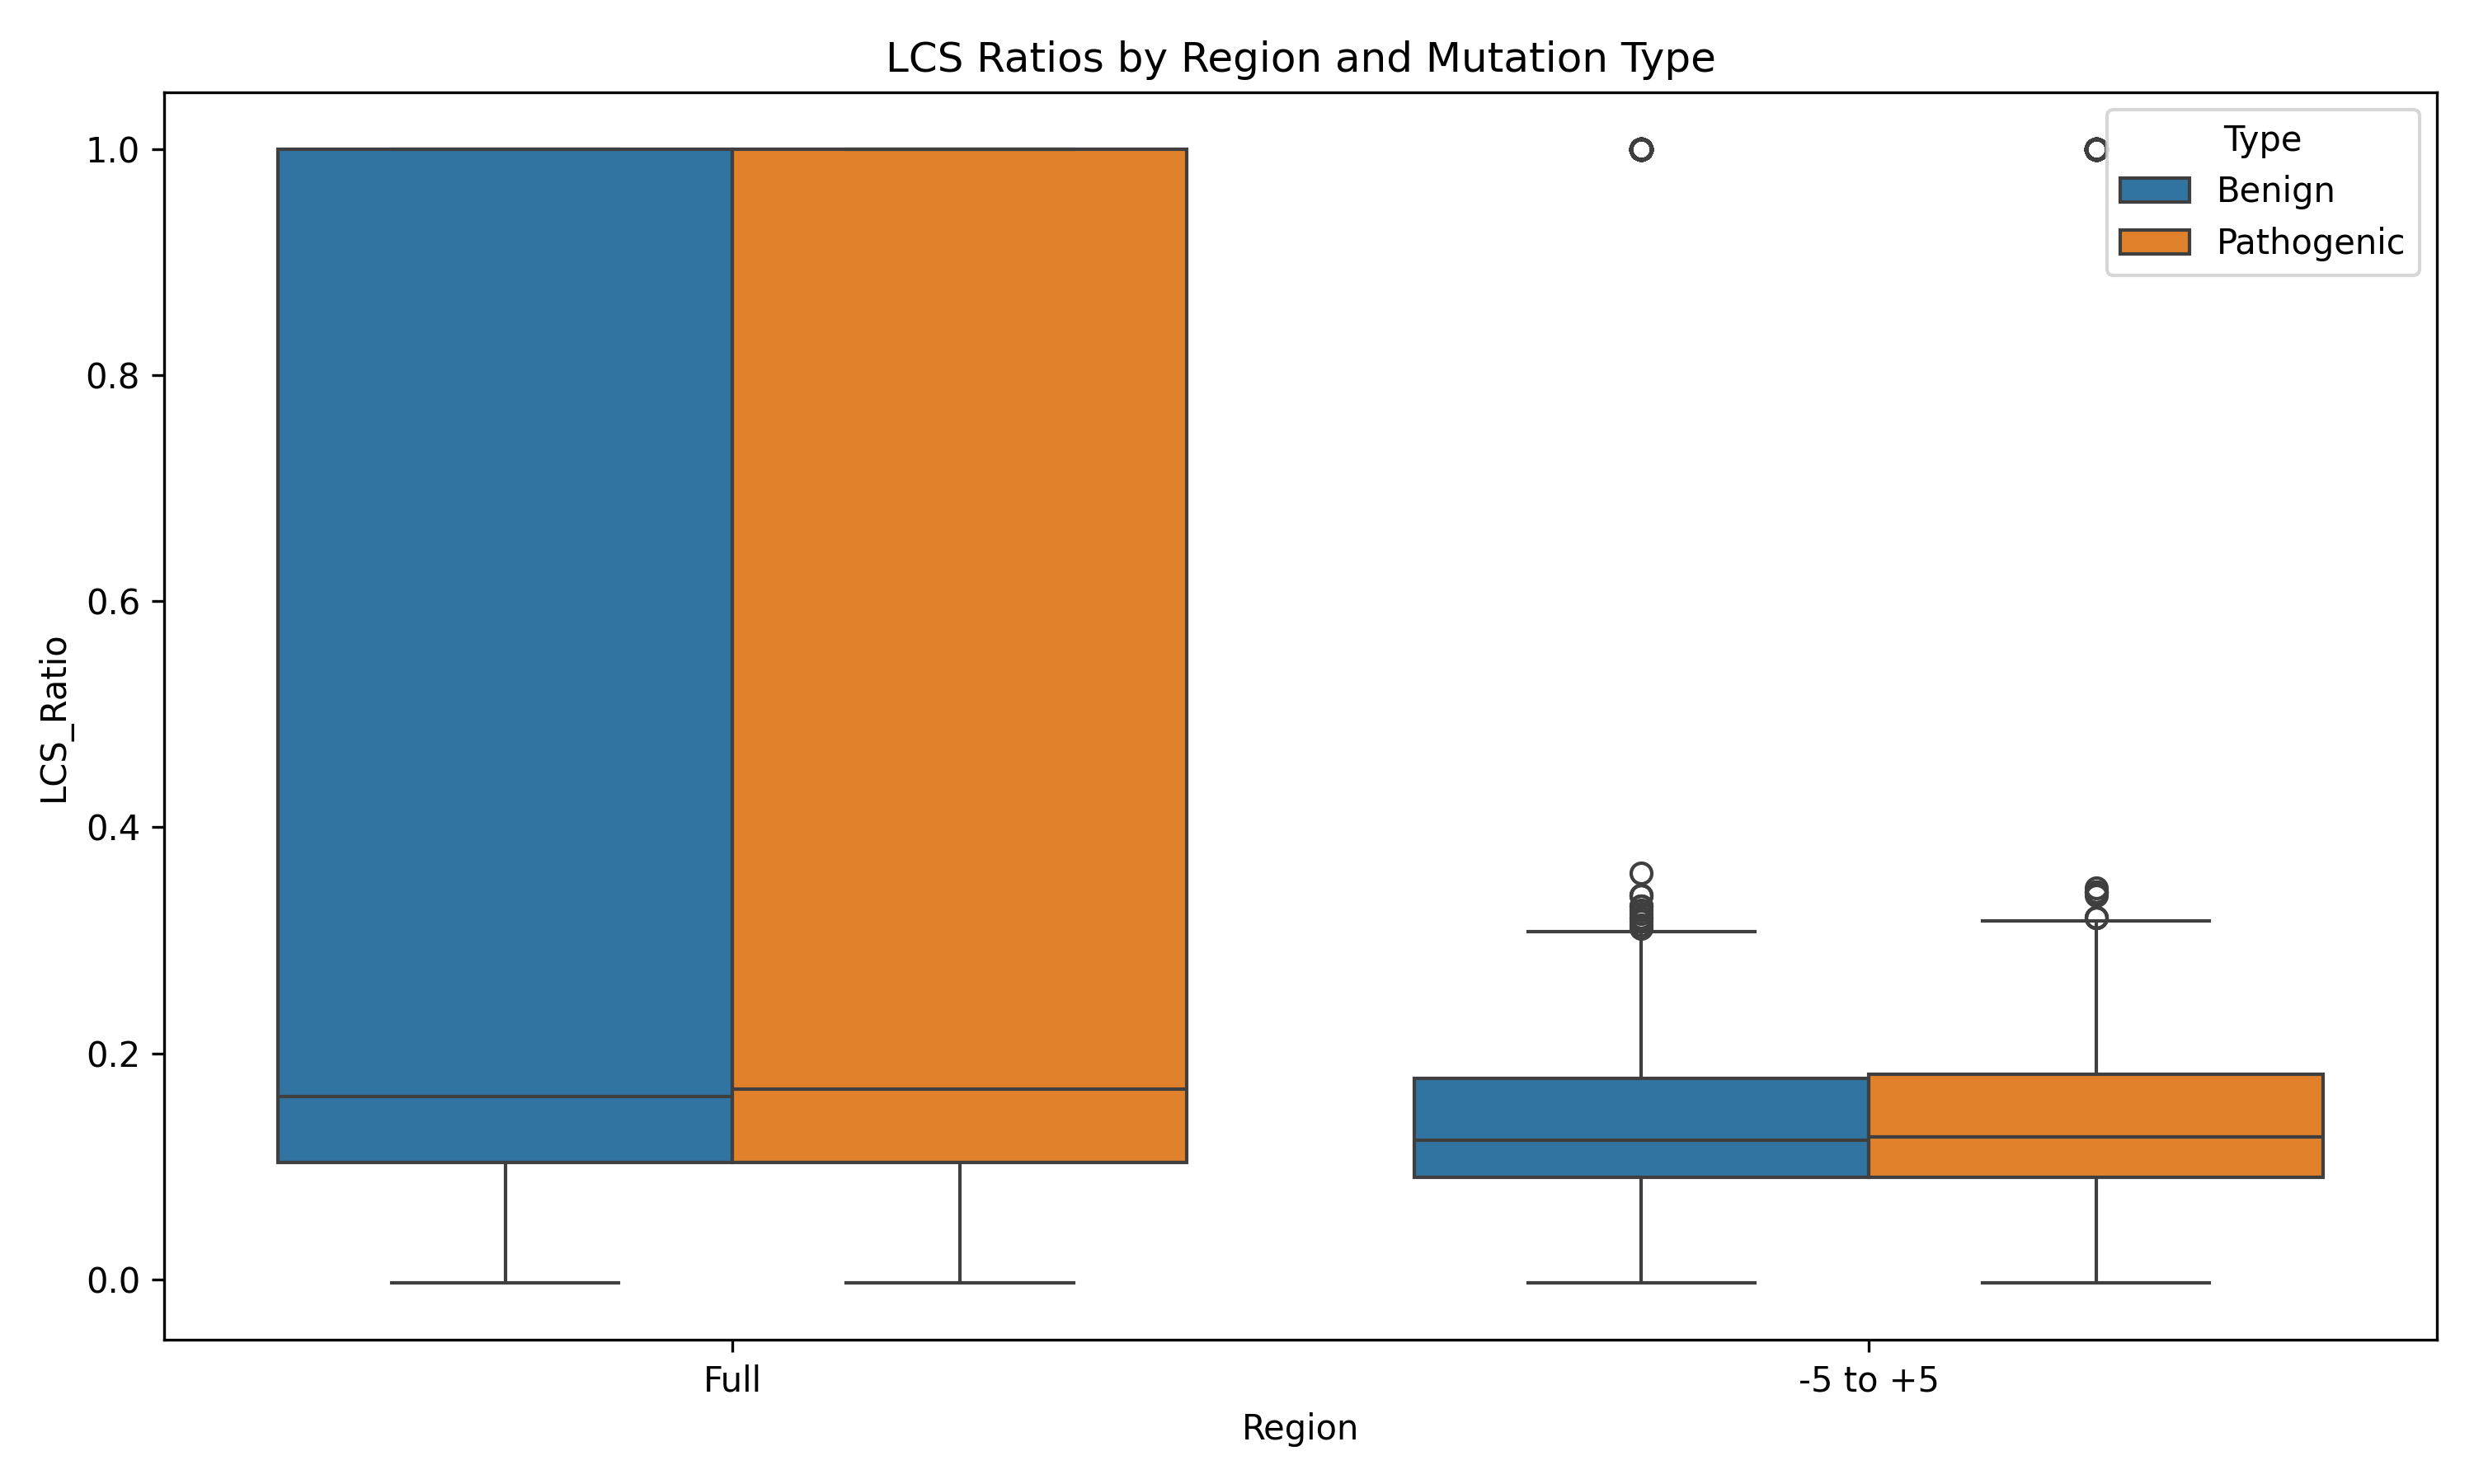 LCS Ratios by Region and Mutation Type
Type
Benign
Pathogenic
LCS_Ratio
1.0
0.8
0.6
0.4
0.2
0.0
Full
-5 to +5
Region